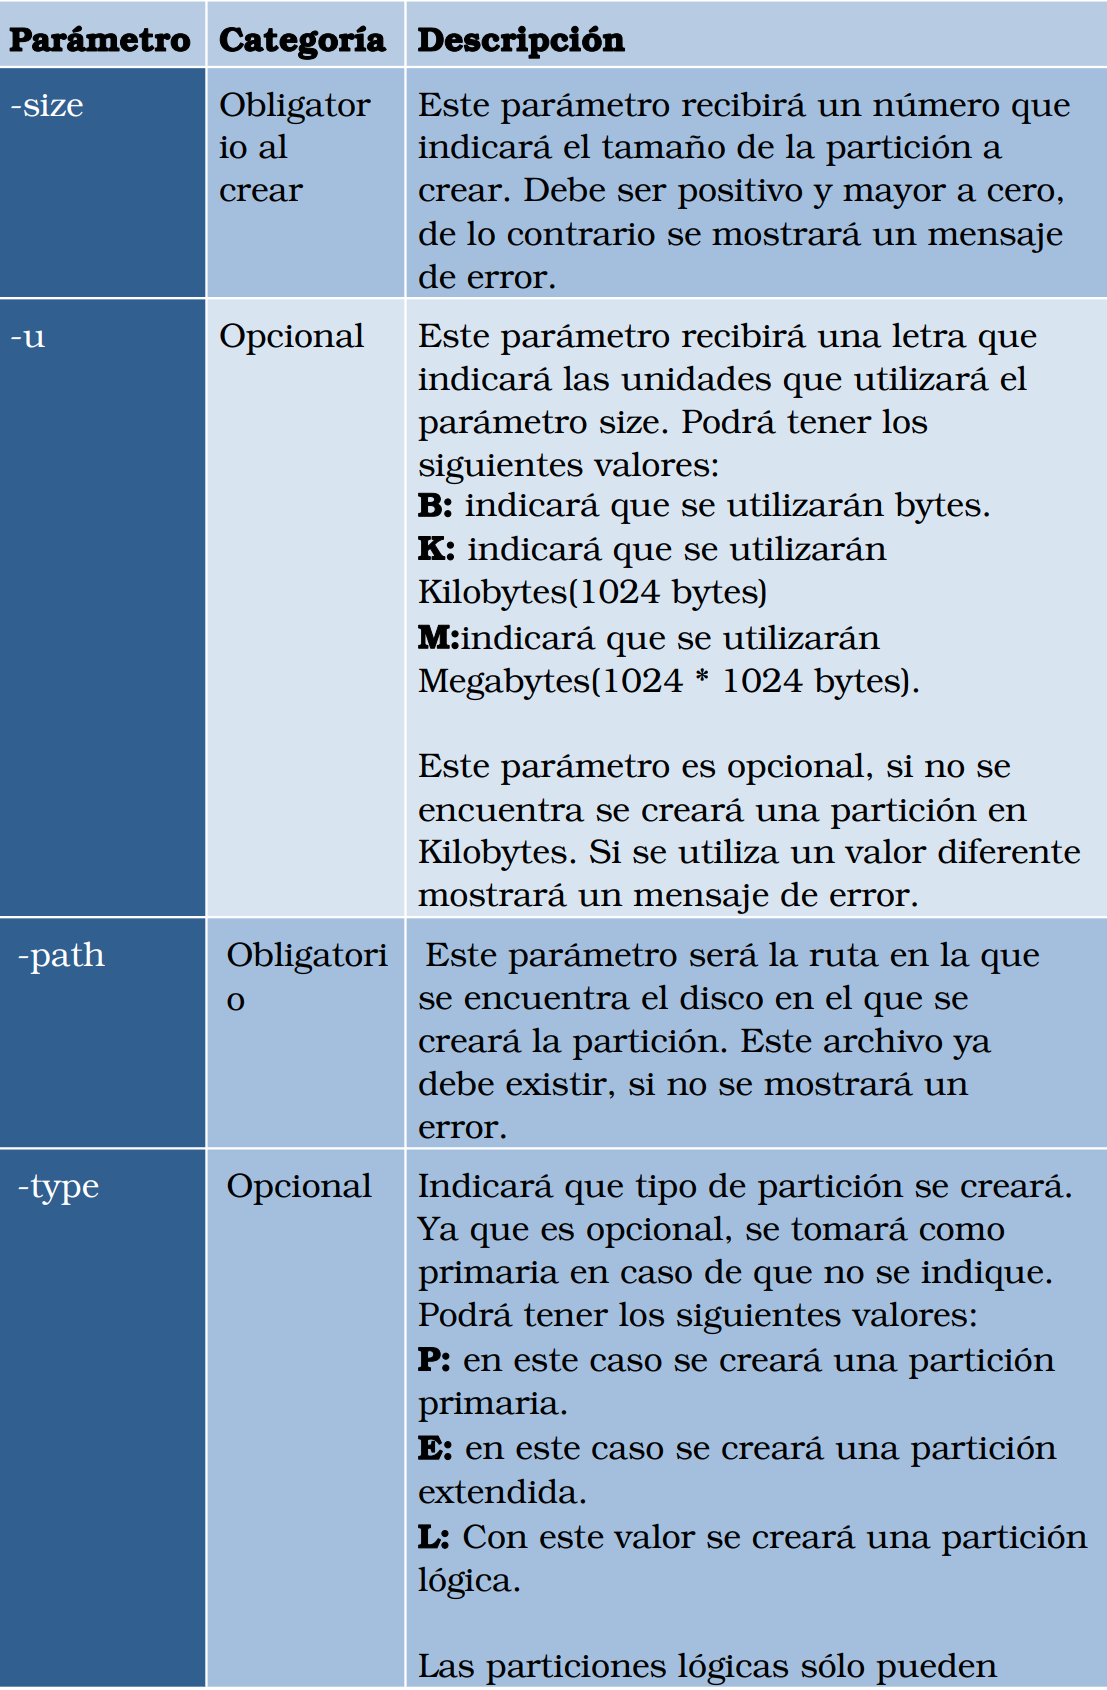 Parámetro Categoría Descripción
-size Obligator Este parámetro recibirá un número que
io al indicará el tamaño de la partición a
crear crear. Debe ser positivo y mayor a cero,
de lo contrario se mostrará un mensaje
de error.
-u Opcional Este parámetro recibirá una letra que
indicará las unidades que utilizará el
parámetro size. Podrá tener los
siguientes valores:
B: indicará que se utilizarán bytes.
K: indicará que se utilizarán
Kilobytes(1024 bytes)
M:indicará que se utilizarán
Megabytes(1024 * 1024 bytes).
Este parámetro es opcional, si no se
encuentra se creará una partición en
Kilobytes. Si se utiliza un valor diferente
mostrará un mensaje de error.
-path Obligatori Este parámetro será la ruta en la que
o se encuentra el disco en el que se
creará la partición. Este archivo ya
debe existir, si no se mostrará un
error.
-type Opcional Indicará que tipo de partición se creará.
Ya que es opcional, se tomará como
primaria en caso de que no se indique.
Podrá tener los siguientes valores:
P: en este caso se creará una partición
primaria.
E: en este caso se creará una partición
extendida.
L: Con este valor se creará una partición
lógica.
Las particiones lógicas sólo pueden